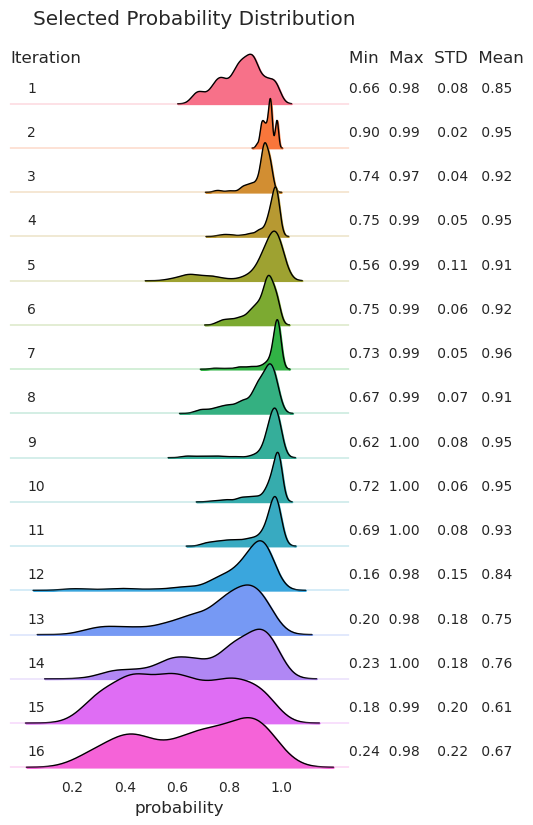 Selected Probability Distribution
Iteration Min Max STD Mean
1 0.66 0.98 0.08 0.85
2 0.90 0.99 0.02 0.95
3 0.74 0.97 0.04 0.92
4 0.75 0.99 0.05 0.95
5 0.56 0.99 0.11 0.91
6 0.75 0.99 0.06 0.92
7 0.73 0.99 0.05 0.96
8 0.67 0.99 0.07 0.91
9 0.62 1.00 0.08 0.95
10 0.72 1.00 0.06 0.95
11 0.69 1.00 0.08 0.93
12 0.16 0.98 0.15 0.84
13 0.20 0.98 0.18 0.75
14 0.23 1.00 0.18 0.76
15 0.18 0.99 0.20 0.61
16 0.24 0.98 0.22 0.67
0.2 0.4 0.6 0.8 1.0
probability